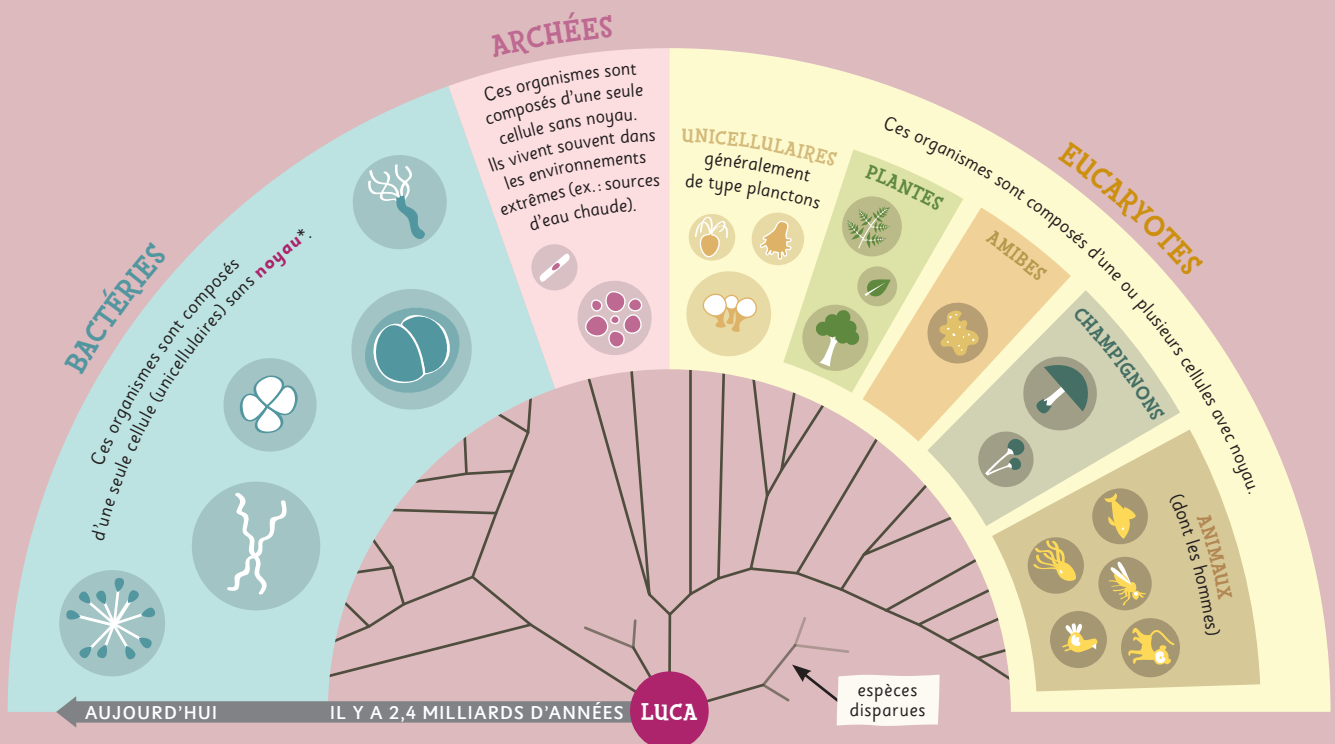 ARCHÉES
Ces organismes sont
composés d'une seule
cellule sans noyau.
Ils vivent souvent dans
les environnements
extrêmes (ex.: sources
d'eau chaude).
BACTÉRIES
Ces organismes sont composés
d'une seule cellule (unicellulaires) sans noyau*.
EUCARYOTES
Ces organismes sont composés d'une ou plusieurs cellules avec noyau.
UNICELLULAIRES
généralement
de type planctons
PLANTES
AMIBES
CHAMPIGNONS
ANIMAUX
(dont les hommes)
espèces
disparues
AUJOURD'HUI
IL Y A 2,4 MILLIARDS D'ANNÉES
LUCA